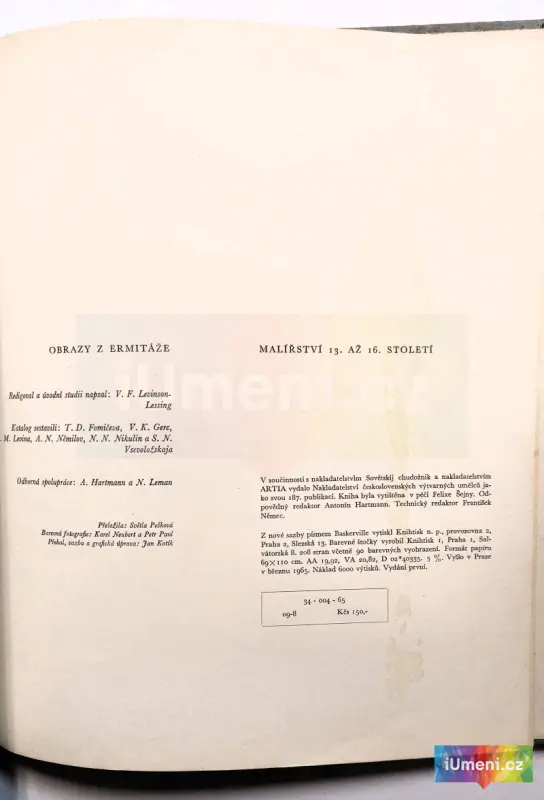 OBRAZY Z ERMITÁŽE
Redigoval a úvodní studii napsal: V. F. Levinson-
Lessing
Katalog sestavili: T. D. Fomičeva, V. K. Gerc,
M. Levina, A. N. Němilov, N. N. Nikulin a S. N.
Vsevoložskaja
Odborná spolupráce: A. Hartmann a N. Leman
Přeložila: Světla Pešková
Barevné fotografie: Karel Neubert a Petr Paul
Přebal, vazba a grafická úprava: Jan Kotík
MALÍŘSTVÍ 13. AŽ 16. STOLETÍ
V součinnosti s nakladatelstvím Sovětskij chudožnik a nakladatelstvím
ARTIA vydalo Nakladatelství československých výtvarných umělců ja-
ko svou 187. publikaci. Kniha byla vytištěna v péči Felixe Šejny. Od-
povědný redaktor Antonín Hartmann. Technický redaktor František
Němec.
Z nové sazby písmem Baskerville vytiskl Knihtisk n. p., provozovna 2,
Praha 2, Slezská 13. Barevné štočky vyrobil Knihtisk 1, Praha 1, Sal-
vátorská 8. 208 stran včetně 90 barevných vyobrazení. Formát papíru
69×110 cm. AA 19,92, VA 20,82, D 02*40535. 5 %. Vyšlo v Praze
v březnu 1965. Náklad 6000 výtisků. Vydání první.
34 - 004 - 65
09-8 Kčs 150,-
iUmeni.cz
iUmeni.cz